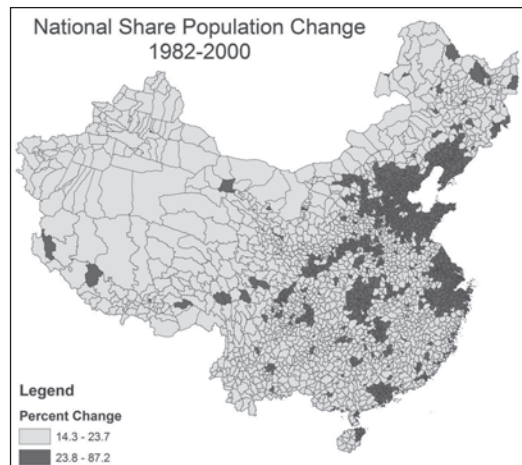 National Share Population Change
1982-2000
Legend
Percent Change
14.3 - 23.7
23.8 - 87.2